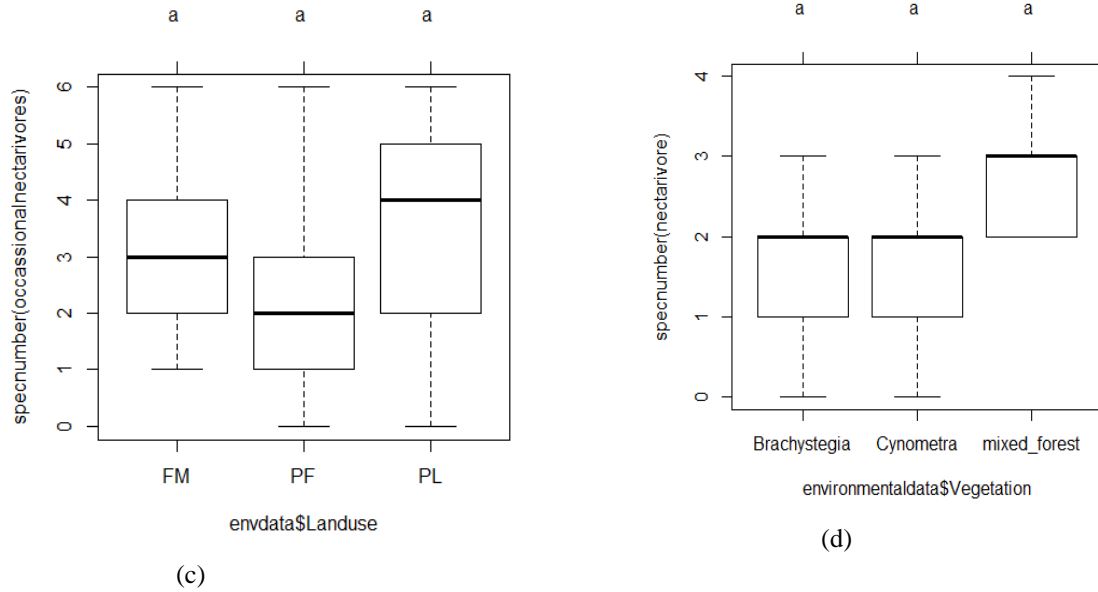 a a a
specnumber(occassionalnectarivores)
6
5
4
3
2
1
0
FM PF PL
envdata$Landuse
(c)
a a a
specnumber(nectarivore)
4
3
2
1
0
Brachystegia Cynometra mixed_forest
environmentaldata$Vegetation
(d)